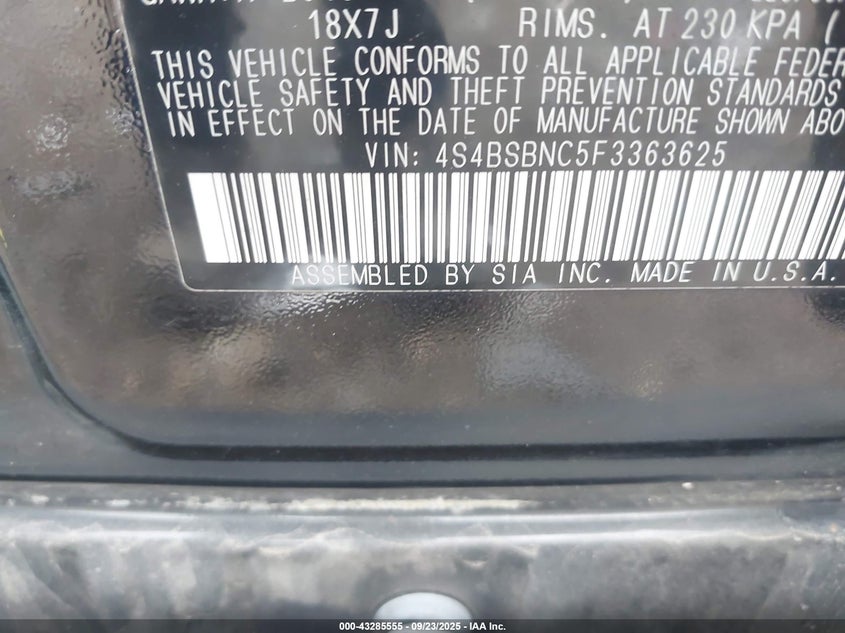 18X7J RIMS. AT 230 KPA (
THIS VEHICLE CONFORMS TO ALL APPLICABLE FEDER
VEHICLE SAFETY AND THEFT PREVENTION STANDARDS
IN EFFECT ON THE DATE OF MANUFACTURE SHOWN ABO
VIN: 4S4BSBNC5F3363625
ASSEMBLED BY SIA INC. MADE IN U.S.A.
000-43285555 - 09/23/2025 - IAA Inc.